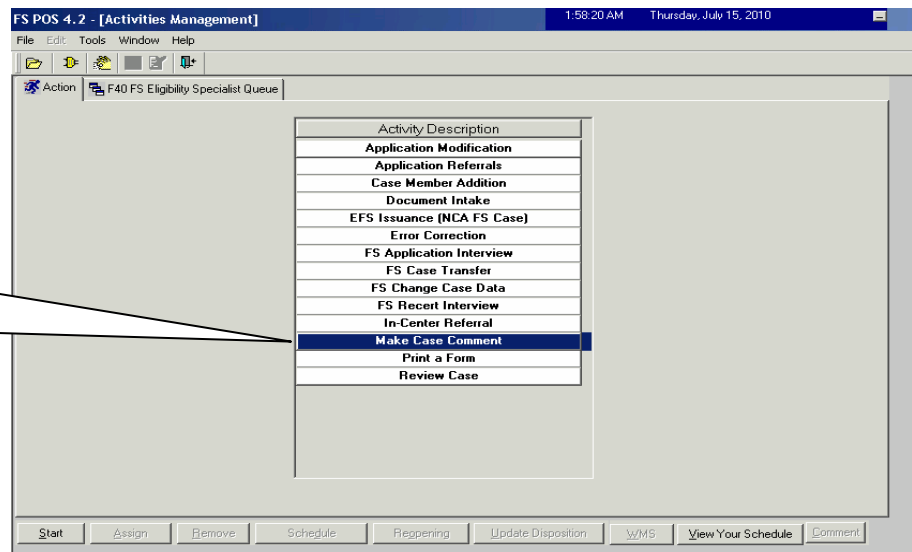 FS POS 4.2 - [Activities Management] 1:58:20 AM Thursday, July 15, 2010
File Edit Tools Window Help
Action F40 FS Eligibility Specialist Queue
Activity Description
Application Modification
Application Referrals
Case Member Addition
Document Intake
EFS Issuance (NCA FS Case)
Error Correction
FS Application Interview
FS Case Transfer
FS Change Case Data
FS Recert Interview
In-Center Referral
Make Case Comment
Print a Form
Review Case
Start Assign Remove Schedule Reopening Update Disposition WMS View Your Schedule Comment